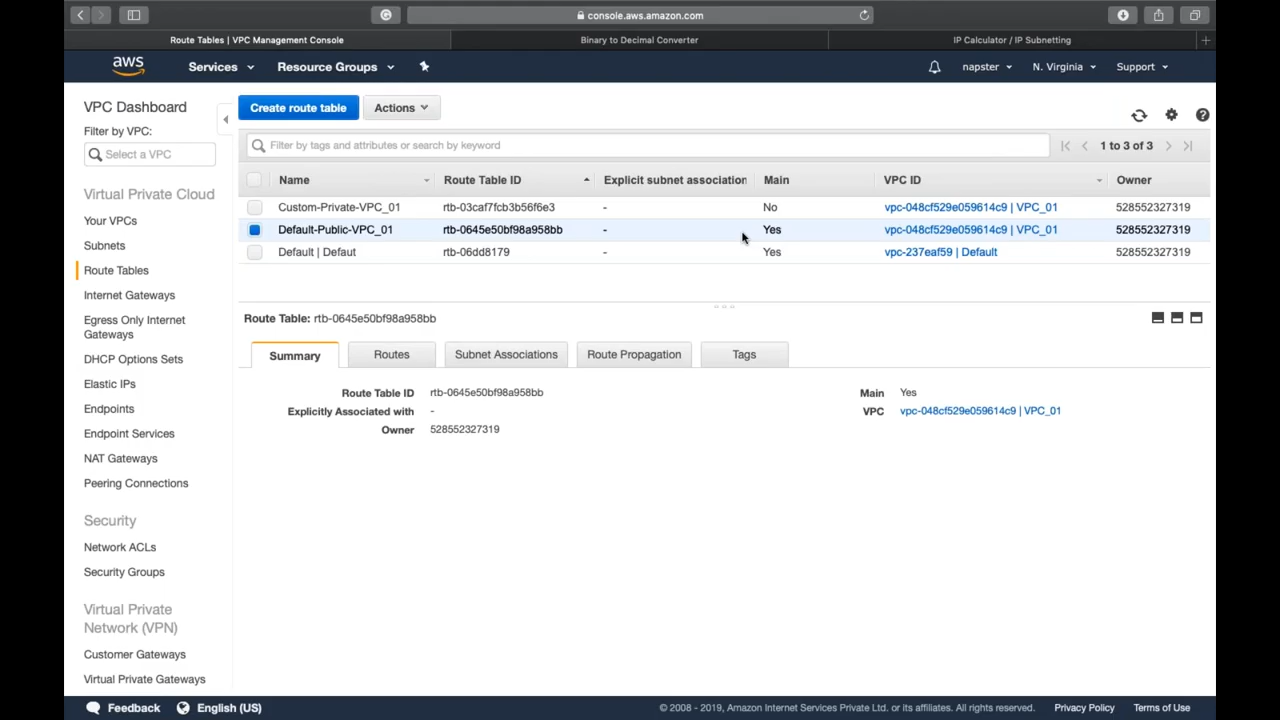 console.aws.amazon.com
Route Tables | VPC Management Console
Binary to Decimal Converter
IP Calculator / IP Subnetting
aws
Services
Resource Groups
napster
N. Virginia
Support
VPC Dashboard
Filter by VPC:
Select a VPC
Virtual Private Cloud
Your VPCs
Subnets
Route Tables
Internet Gateways
Egress Only Internet
Gateways
DHCP Options Sets
Elastic IPs
Endpoints
Endpoint Services
NAT Gateways
Peering Connections
Security
Network ACLs
Security Groups
Virtual Private
Network (VPN)
Customer Gateways
Virtual Private Gateways
Create route table
Actions
Filter by tags and attributes or search by keyword
1 to 3 of 3
Name Route Table ID Explicit subnet association Main VPC ID Owner
Custom-Private-VPC_01 rtb-03caf7fcb3b56f6e3 - No vpc-048cf529e059614c9 | VPC_01 528552327319
Default-Public-VPC_01 rtb-0645e50bf98a958bb - Yes vpc-048cf529e059614c9 | VPC_01 528552327319
Default | Defaut rtb-06dd8179 - Yes vpc-237eaf59 | Default 528552327319
Route Table: rtb-0645e50bf98a958bb
Summary
Routes
Subnet Associations
Route Propagation
Tags
Route Table ID rtb-0645e50bf98a958bb
Explicitly Associated with -
Owner 528552327319
Main Yes
VPC vpc-048cf529e059614c9 | VPC_01
Feedback
English (US)
© 2008 - 2019, Amazon Internet Services Private Ltd. or its affiliates. All rights reserved.
Privacy Policy
Terms of Use